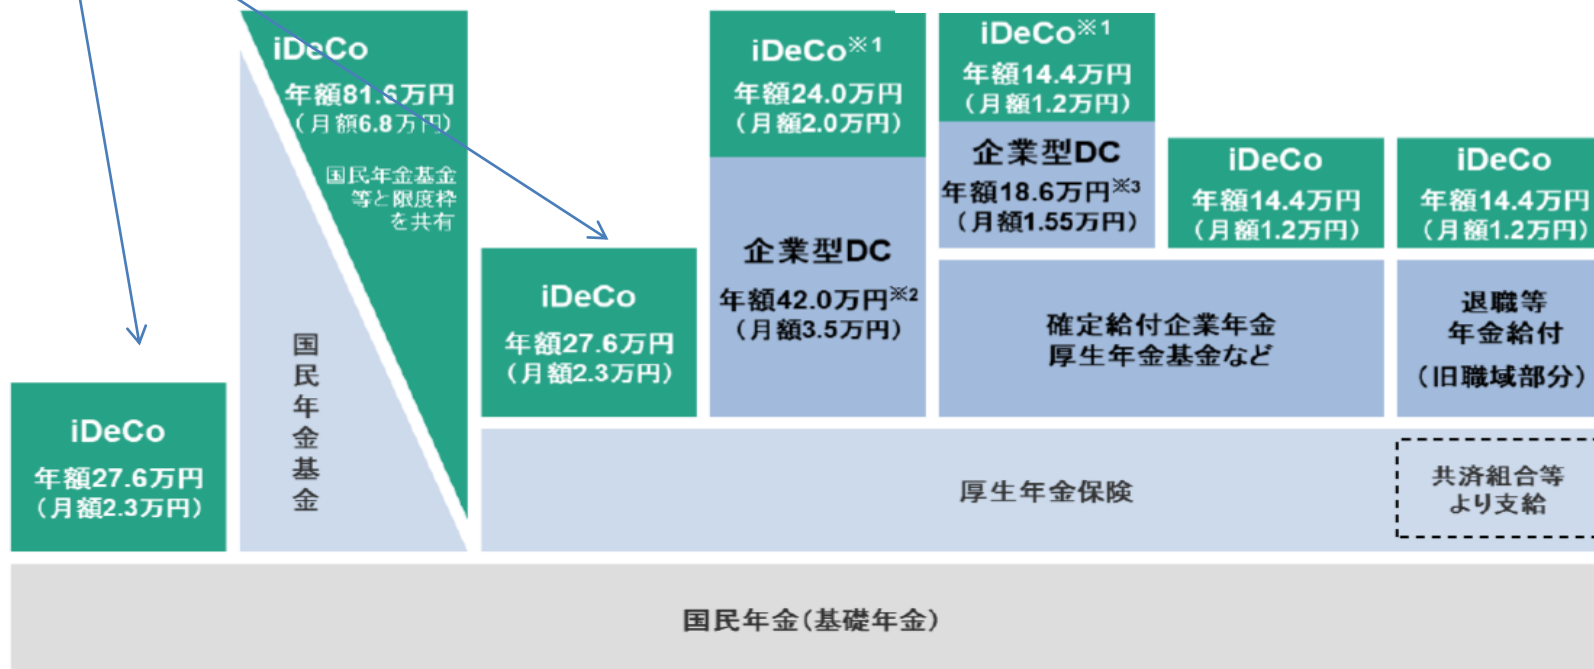 iDeCo
年額27.6万円
(月額2.3万円)
iDeCo
年額81.6万円
(月額6.8万円)
国民年金基金
等と限度枠
を共有
国
民
年
金
基
金
iDeCo
年額27.6万円
(月額2.3万円)
iDeCo※1
年額24.0万円
(月額2.0万円)
企業型DC
年額42.0万円※2
(月額3.5万円)
iDeCo※1
年額14.4万円
(月額1.2万円)
企業型DC
年額18.6万円※3
(月額1.55万円)
iDeCo
年額14.4万円
(月額1.2万円)
確定給付企業年金
厚生年金基金など
iDeCo
年額14.4万円
(月額1.2万円)
退職等
年金給付
(旧職域部分)
厚生年金保険
共済組合等
より支給
国民年金(基礎年金)